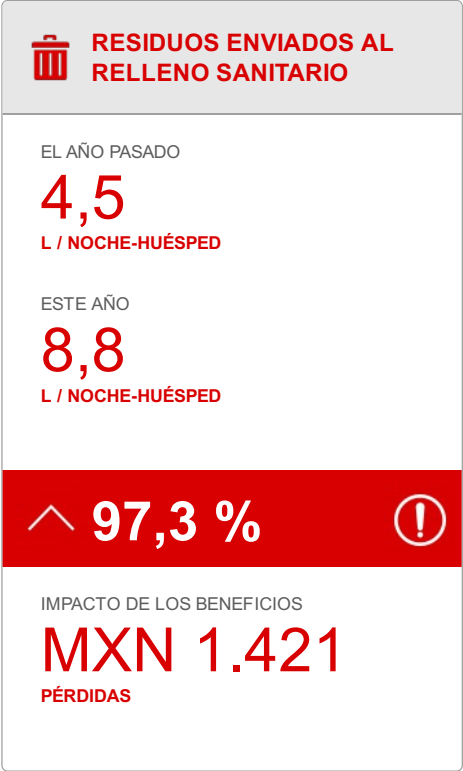 RESIDUOS ENVIADOS AL
RELLENO SANITARIO
EL AÑO PASADO
4,5
L / NOCHE-HUÉSPED
ESTE AÑO
8,8
L / NOCHE-HUÉSPED
97,3 %
IMPACTO DE LOS BENEFICIOS
MXN 1.421
PÉRDIDAS